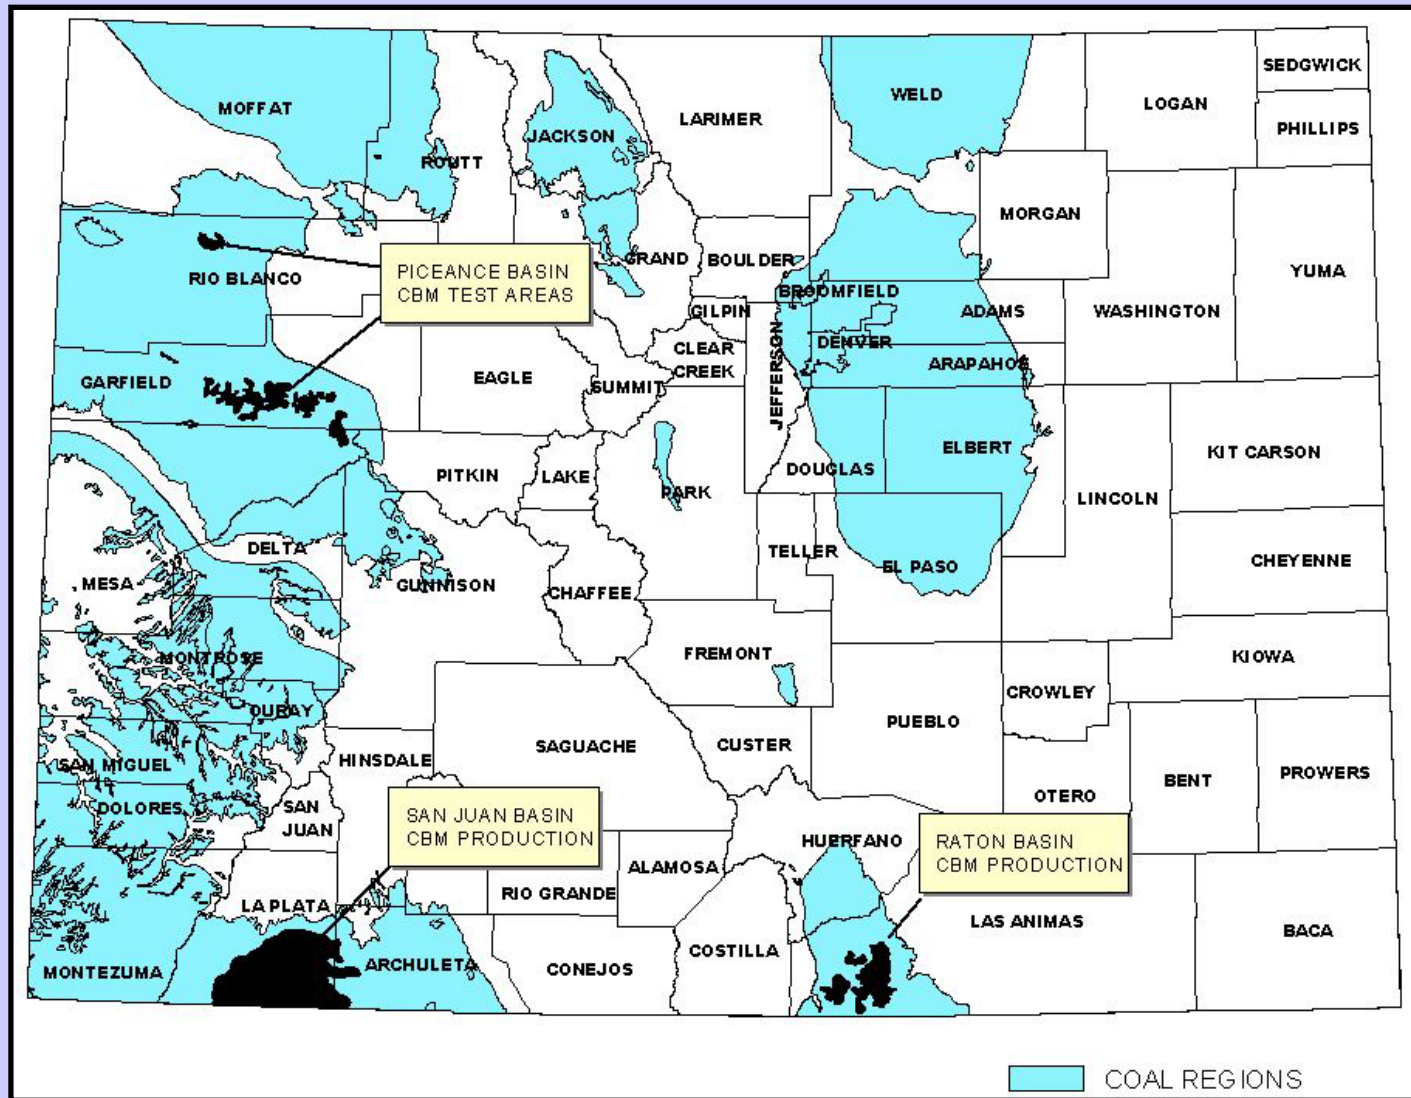 SEDGWICK
MOFFAT
WELD
LOGAN
LARIMER
PHILLIPS
JACKSON
ROUTT
MORGAN
RIO BLANCO
PICEANCE BASIN
CBM TEST AREAS
GRAND
BOULDER
YUMA
BROOMFIELD
GILPIN
ADAMS
WASHINGTON
DENVER
CLEAR
CREEK
JEFFERSON
ARAPAHOE
GARFIELD
EAGLE
SUMMIT
ELBERT
KIT CARSON
PITKIN
LAKE
DOUGLAS
PARK
LINCOLN
DELTA
TELLER
MESA
GUNNISON
CHAFFEE
EL PASO
CHEYENNE
MONTROSE
FREMONT
KIOWA
OURAY
CROWLEY
PUEBLO
SAN MIGUEL
HINSDALE
SAGUACHE
CUSTER
BENT
PROWERS
DOLORES
SAN
JUAN
OTERO
SAN JUAN BASIN
CBM PRODUCTION
HUERFANO
RATON BASIN
CBM PRODUCTION
ALAMOSA
RIO GRANDE
LA PLATA
LAS ANIMAS
BACA
COSTILLA
MONTEZUMA
ARCHULETA
CONEJOS
COAL REGIONS